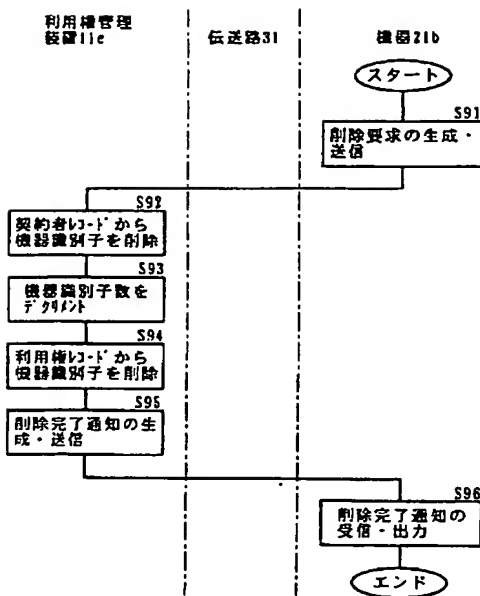 利用権管理
装置11c
伝送路31
機器21b
スタート
S91
削除要求の生成・
送信
S92
契約者レコードから
機器識別子を削除
S93
機器識別子数を
デクリメント
S94
利用権レコードから
機器識別子を削除
S95
削除完了通知の生
成・送信
S96
削除完了通知の
受信・出力
エンド